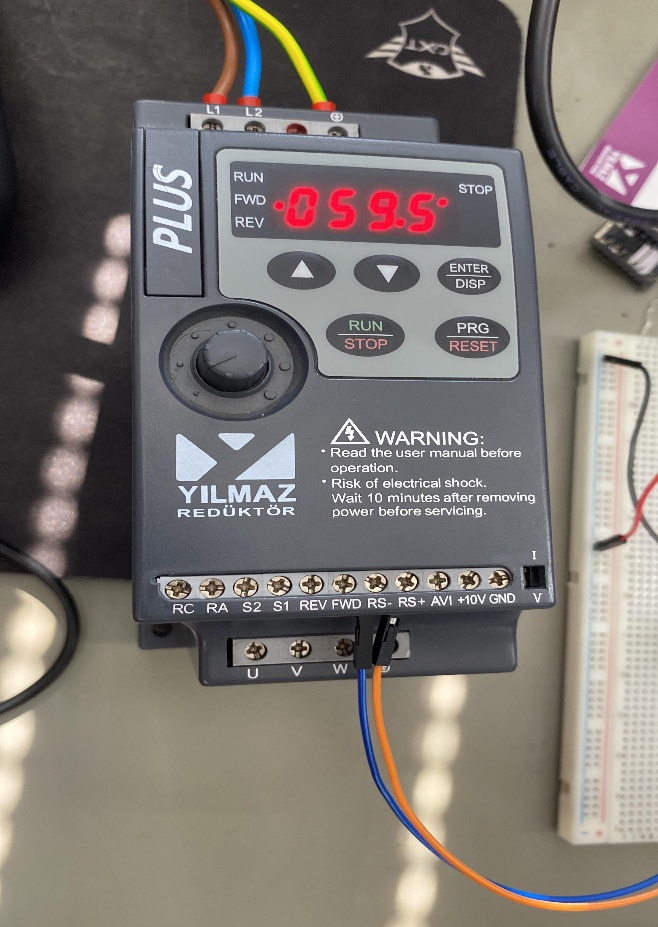 GXT
L1 L2
PLUS
RUN
FWD
REV
STOP
059.5
ENTER
DISP
RUN
STOP
PRG
RESET
YILMAZ
REDÜKTÖR
WARNING:
• Read the user manual before
operation.
• Risk of electrical shock.
Wait 10 minutes after removing
power before servicing.
I
V
RC RA S2 S1 REV FWD RS- RS+ AVI +10V GND
U V W
YILMAZ